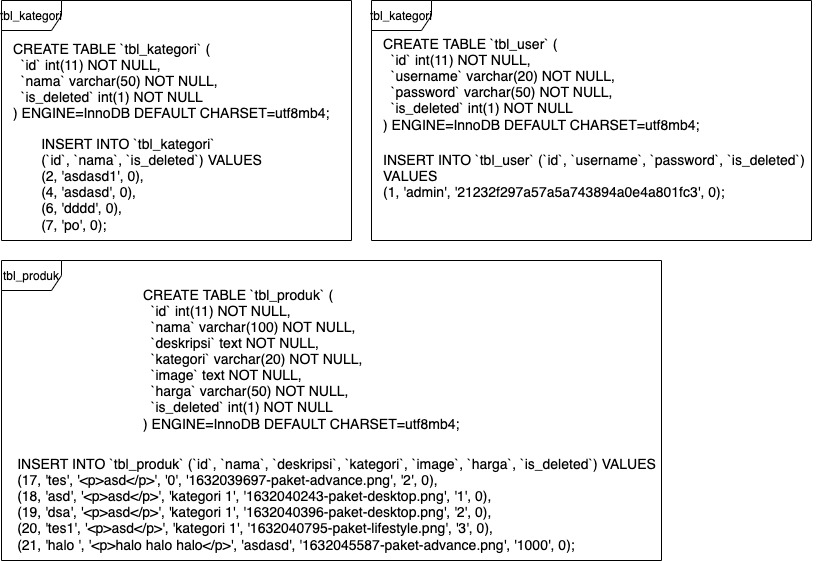 tbl_kategori
CREATE TABLE `tbl_kategori` (
`id` int(11) NOT NULL,
`nama` varchar(50) NOT NULL,
`is_deleted` int(1) NOT NULL
) ENGINE=InnoDB DEFAULT CHARSET=utf8mb4;
INSERT INTO `tbl_kategori`
(`id`, `nama`, `is_deleted`) VALUES
(2, 'asdasd1', 0),
(4, 'asdasd', 0),
(6, 'dddd', 0),
(7, 'po', 0);
tbl_kategori
CREATE TABLE `tbl_user` (
`id` int(11) NOT NULL,
`username` varchar(20) NOT NULL,
`password` varchar(50) NOT NULL,
`is_deleted` int(1) NOT NULL
) ENGINE=InnoDB DEFAULT CHARSET=utf8mb4;
INSERT INTO `tbl_user` (`id`, `username`, `password`, `is_deleted`)
VALUES
(1, 'admin', '21232f297a57a5a743894a0e4a801fc3', 0);
tbl_produk
CREATE TABLE `tbl_produk` (
`id` int(11) NOT NULL,
`nama` varchar(100) NOT NULL,
`deskripsi` text NOT NULL,
`kategori` varchar(20) NOT NULL,
`image` text NOT NULL,
`harga` varchar(50) NOT NULL,
`is_deleted` int(1) NOT NULL
) ENGINE=InnoDB DEFAULT CHARSET=utf8mb4;
INSERT INTO `tbl_produk` (`id`, `nama`, `deskripsi`, `kategori`, `image`, `harga`, `is_deleted`) VALUES
(17, 'tes', '<p>asd</p>', '0', '1632039697-paket-advance.png', '2', 0),
(18, 'asd', '<p>asd</p>', 'kategori 1', '1632040243-paket-desktop.png', '1', 0),
(19, 'dsa', '<p>asd</p>', 'kategori 1', '1632040396-paket-desktop.png', '2', 0),
(20, 'tes1', '<p>asd</p>', 'kategori 1', '1632040795-paket-lifestyle.png', '3', 0),
(21, 'halo ', '<p>halo halo halo</p>', 'asdasd', '1632045587-paket-advance.png', '1000', 0);